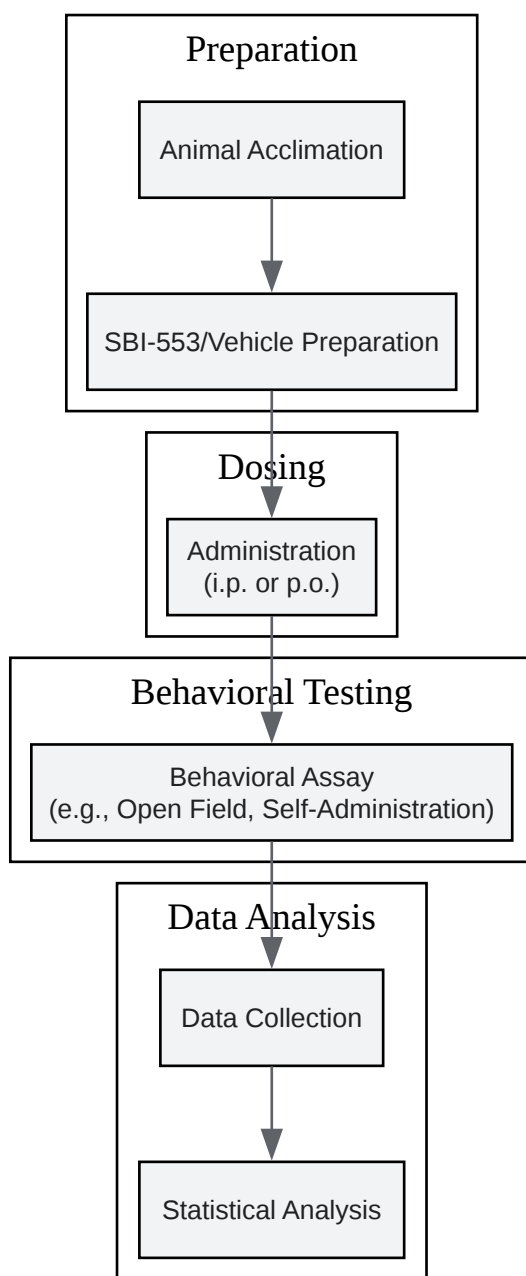 Preparation
Animal Acclimation
SBI-553/Vehicle Preparation
Dosing
Administration
(i.p. or p.o.)
Behavioral Testing
Behavioral Assay
(e.g., Open Field, Self-Administration)
Data Analysis
Data Collection
Statistical Analysis